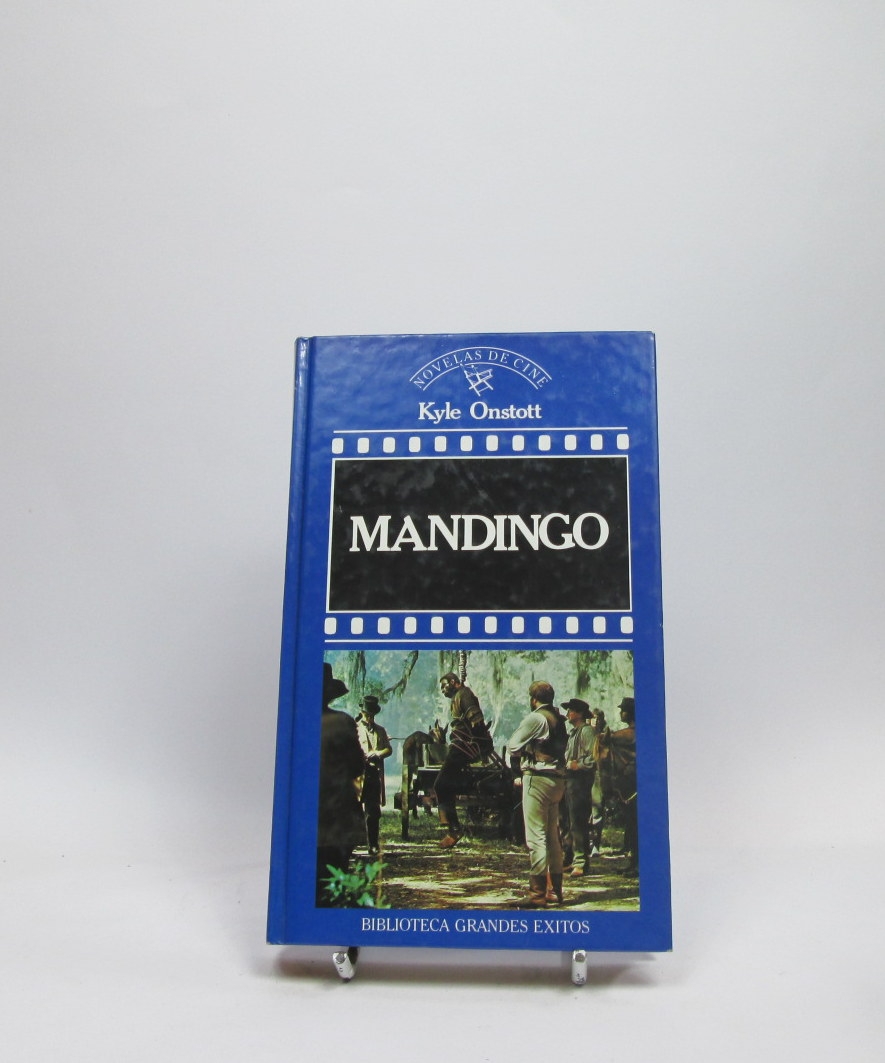 NOVELAS DE CINE
Kyle Onstott
MANDINGO
BIBLIOTECA GRANDES EXITOS